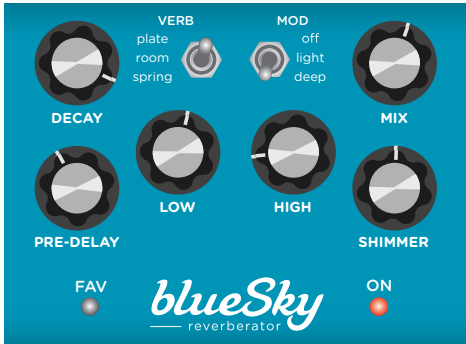 VERB
plate
room
spring
MOD
off
light
deep
DECAY
MIX
LOW
HIGH
PRE-DELAY
SHIMMER
FAV
ON
blueSky
reverberator